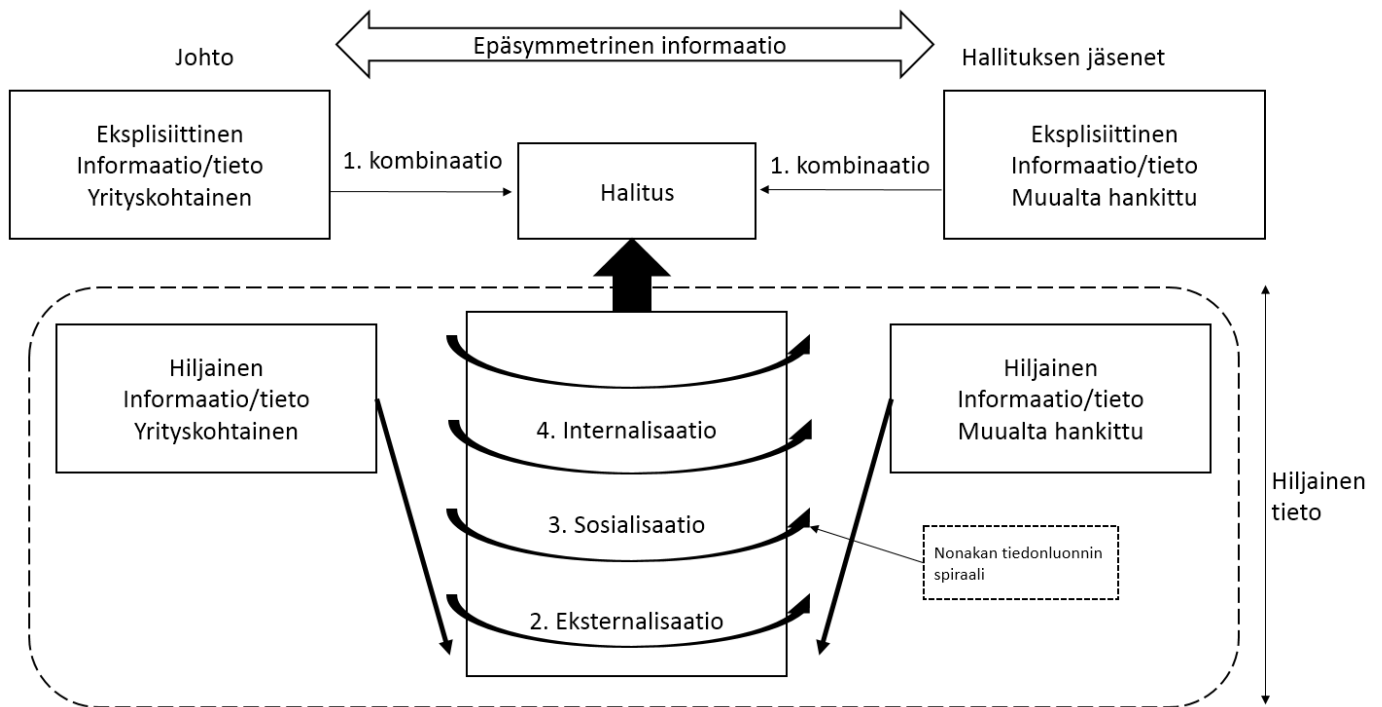 Epäsymmetrinen informaatio
Johto
Hallituksen jäsenet
Eksplisiittinen
Informaatio/tieto
Yrityskohtainen
1. kombinaatio
Halitus
1. kombinaatio
Eksplisiittinen
Informaatio/tieto
Muualta hankittu
Hiljainen
Informaatio/tieto
Yrityskohtainen
4. Internalisaatio
3. Sosialisaatio
2. Eksternalisaatio
Hiljainen
Informaatio/tieto
Muualta hankittu
Nonakan tiedonluonnin
spiraali
Hiljainen
tieto